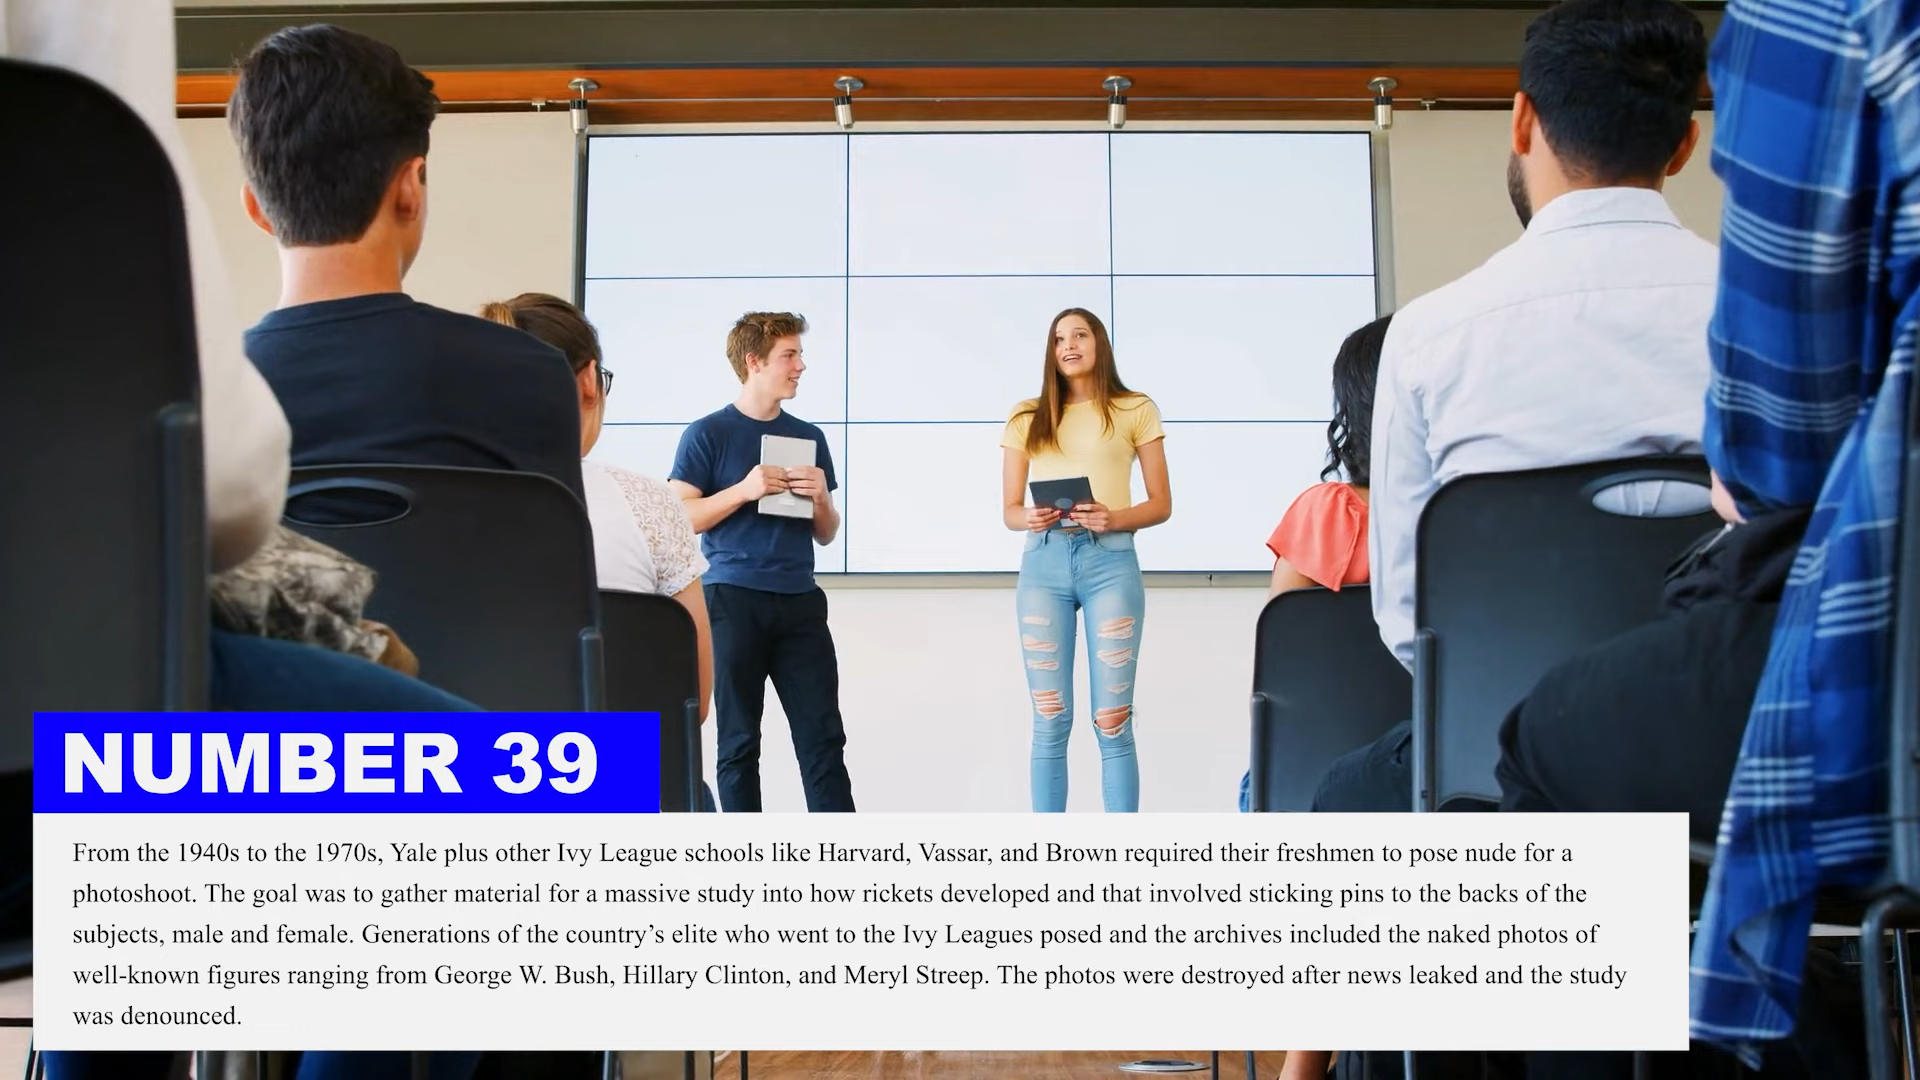 NUMBER 39
From the 1940s to the 1970s, Yale plus other Ivy League schools like Harvard, Vassar, and Brown required their freshmen to pose nude for a
photoshoot. The goal was to gather material for a massive study into how rickets developed and that involved sticking pins to the backs of the
subjects, male and female. Generations of the country’s elite who went to the Ivy Leagues posed and the archives included the naked photos of
well-known figures ranging from George W. Bush, Hillary Clinton, and Meryl Streep. The photos were destroyed after news leaked and the study
was denounced.